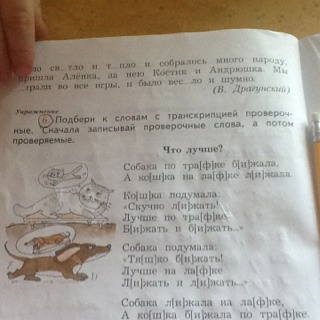 ло св...тло и т...пло и собралось много народу,
пришла Алёнка, за нею Костик и Андрюшка. Мы
...грали во все игры, и было вес...ло и шумно.
(В. Драгунский)
Упражнение
6. Подбери к словам с транскрипцией провероч-
ные. Сначала записывай проверочные слова, а потом
проверяемые.
Что лучше?
Собака по тра[ф]ке б[и]жала,
А ко[ш]ка на ла[ф]ке л[и]жала.
Ко[ш]ка подумала:
«Скучно л[и]жать!
Лучше по тра[ф]ке
Б[и]жать и б[и]жать...»
Собака подумала:
«Тя[ш]ко б[и]жать!
Лучше на ла[ф]ке
Л[и]жать и л[и]жать...»
Собака л[и]жала на ла[ф]ке,
А ко[ш]ка б[и]жала по тра[ф]ке.